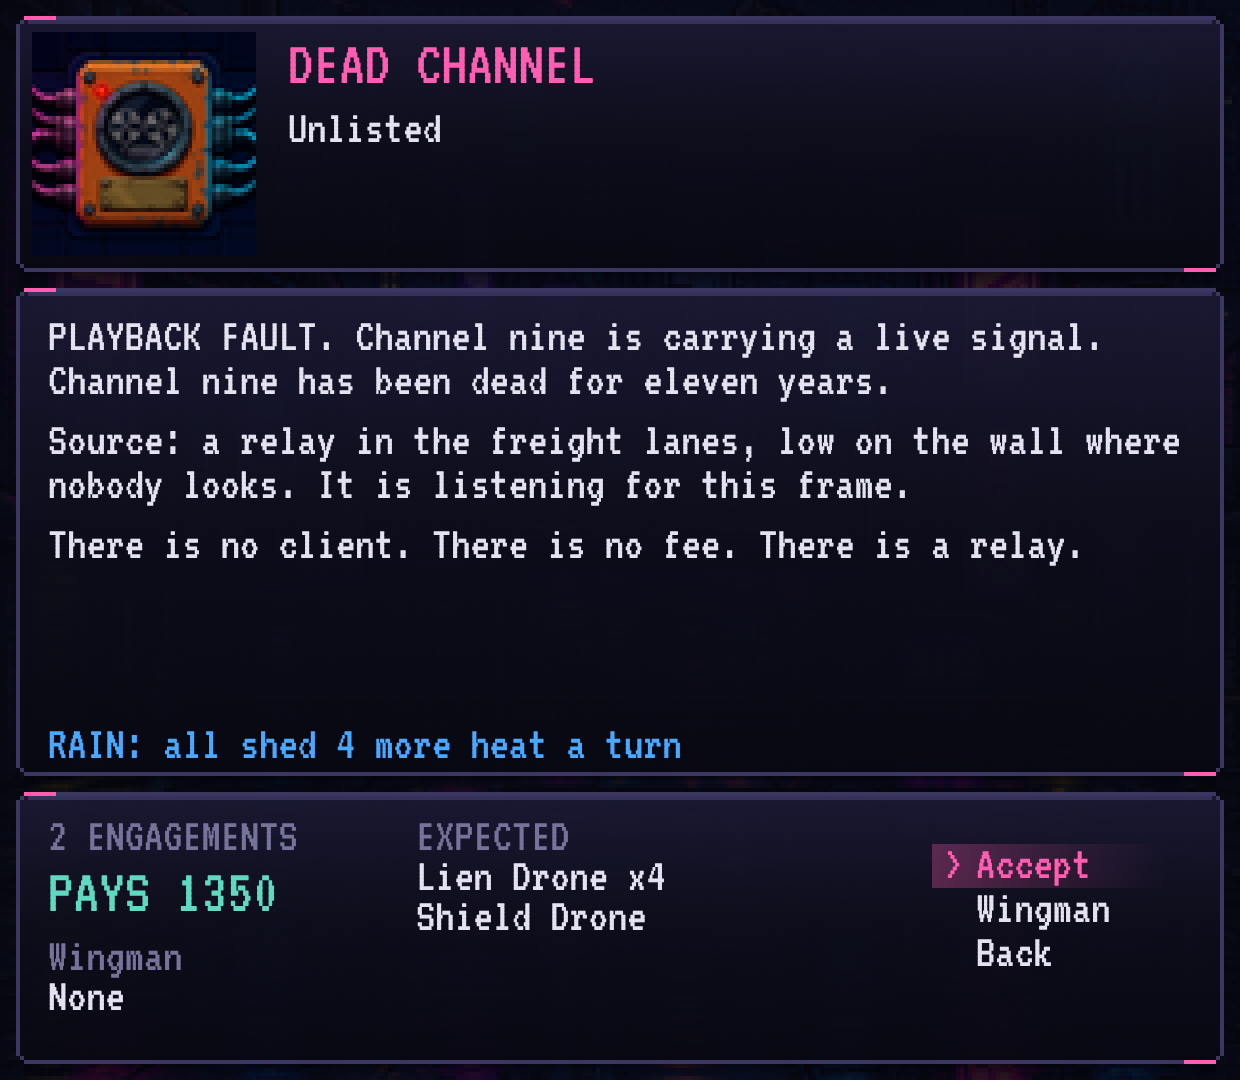 DEAD CHANNEL
Unlisted
PLAYBACK FAULT. Channel nine is carrying a live signal.
Channel nine has been dead for eleven years.
Source: a relay in the freight lanes, low on the wall where
nobody looks. It is listening for this frame.
There is no client. There is no fee. There is a relay.
RAIN: all shed 4 more heat a turn
2 ENGAGEMENTS
PAYS 1350
Wingman
None
EXPECTED
Lien Drone x4
Shield Drone
> Accept
Wingman
Back